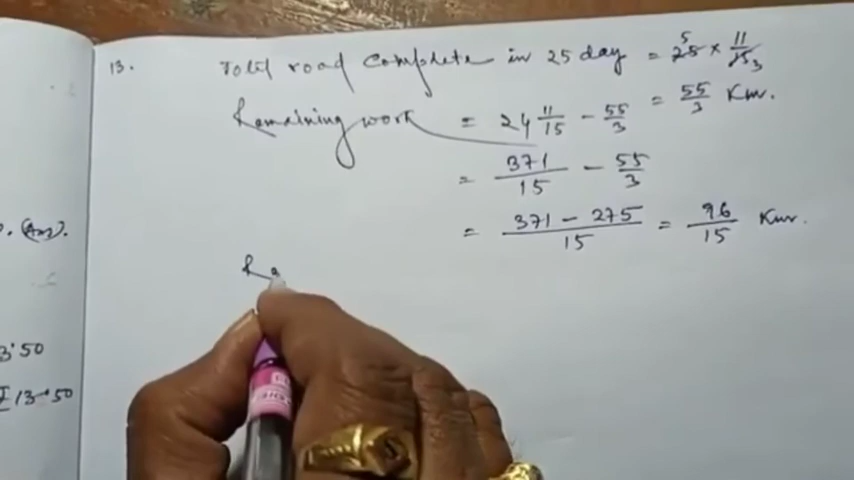 13. Total road complete in 25 day = 25 5 × 11/15 3
= 55/3 Km.
Remaining work = 24 11/15 - 55/3
= 371/15 - 55/3
= 371 - 275/15 = 96/15 Km.
Re
. (Ans).
3.50
13.50